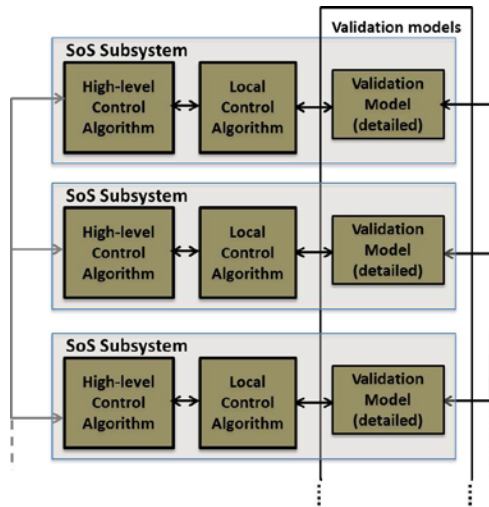 Validation models
SoS Subsystem
High-level
Control
Algorithm
Local
Control
Algorithm
Validation
Model
(detailed)
SoS Subsystem
High-level
Control
Algorithm
Local
Control
Algorithm
Validation
Model
(detailed)
SoS Subsystem
High-level
Control
Algorithm
Local
Control
Algorithm
Validation
Model
(detailed)